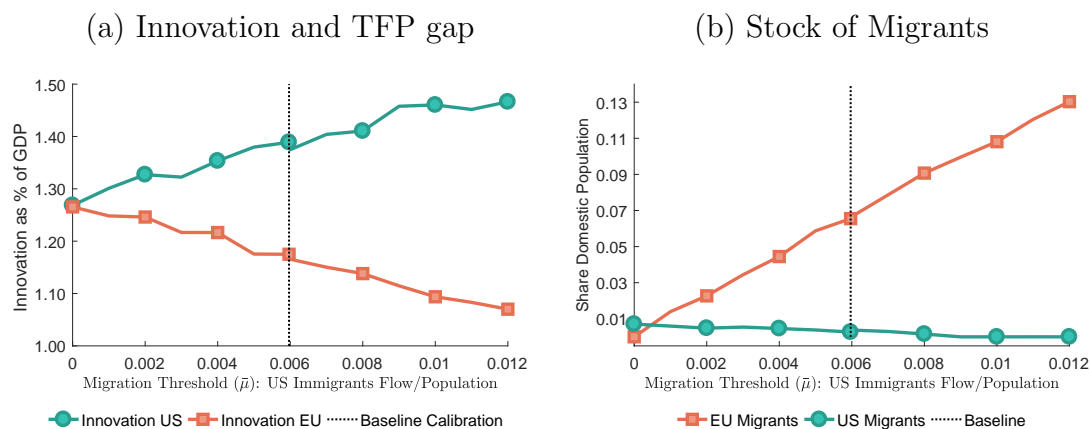 (a) Innovation and TFP gap
1.50
1.40
1.30
1.20
1.10
1.00
Innovation as % of GDP
0
0.002
0.004
0.006
0.008
0.01
0.012
Migration Threshold (μ̄): US Immigrants Flow/Population
Innovation US
Innovation EU
Baseline Calibration
(b) Stock of Migrants
0.13
0.11
0.09
0.07
0.05
0.03
0.01
Share Domestic Population
0
0.002
0.004
0.006
0.008
0.01
0.012
Migration Threshold (μ̄): US Immigrants Flow/Population
EU Migrants
US Migrants
Baseline